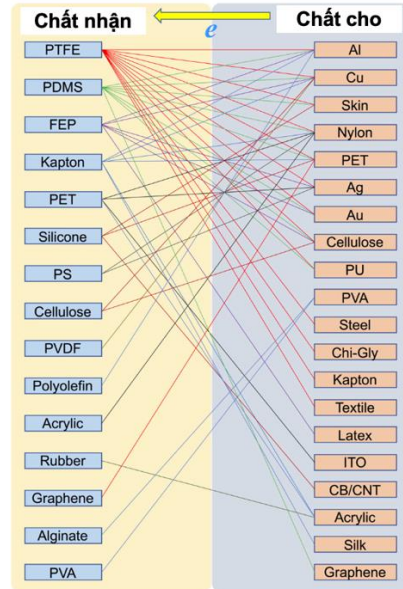 Chất nhận
e
Chất cho
PTFE
PDMS
FEP
Kapton
PET
Silicone
PS
Cellulose
PVDF
Polyolefin
Acrylic
Rubber
Graphene
Alginate
PVA
Al
Cu
Skin
Nylon
PET
Ag
Au
Cellulose
PU
PVA
Steel
Chi-Gly
Kapton
Textile
Latex
ITO
CB/CNT
Acrylic
Silk
Graphene